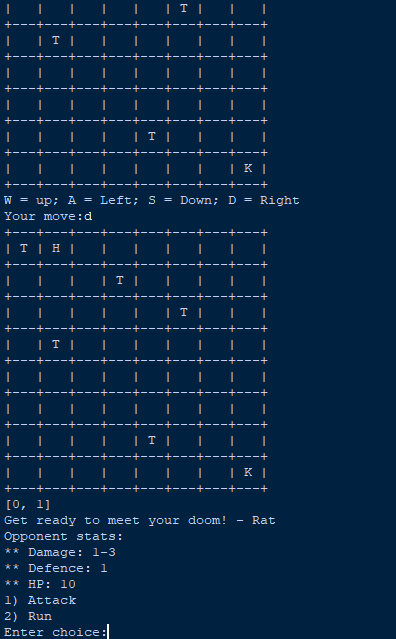 |   |   |   |   |   | T |   |   |
+---+---+---+---+---+---+---+---+
|   | T |   |   |   |   |   |   |
+---+---+---+---+---+---+---+---+
|   |   |   |   |   |   |   |   |
+---+---+---+---+---+---+---+---+
|   |   |   |   |   |   |   |   |
+---+---+---+---+---+---+---+---+
|   |   |   |   | T |   |   |   |
+---+---+---+---+---+---+---+---+
|   |   |   |   |   |   |   | K |
+---+---+---+---+---+---+---+---+
W = up; A = Left; S = Down; D = Right
Your move:d
+---+---+---+---+---+---+---+---+
| T | H |   |   |   |   |   |   |
+---+---+---+---+---+---+---+---+
|   |   |   | T |   |   |   |   |
+---+---+---+---+---+---+---+---+
|   |   |   |   |   | T |   |   |
+---+---+---+---+---+---+---+---+
|   | T |   |   |   |   |   |   |
+---+---+---+---+---+---+---+---+
|   |   |   |   |   |   |   |   |
+---+---+---+---+---+---+---+---+
|   |   |   |   |   |   |   |   |
+---+---+---+---+---+---+---+---+
|   |   |   |   | T |   |   |   |
+---+---+---+---+---+---+---+---+
|   |   |   |   |   |   |   | K |
+---+---+---+---+---+---+---+---+
[0, 1]
Get ready to meet your doom! - Rat
Opponent stats:
** Damage: 1-3
** Defence: 1
** HP: 10
1) Attack
2) Run
Enter choice: